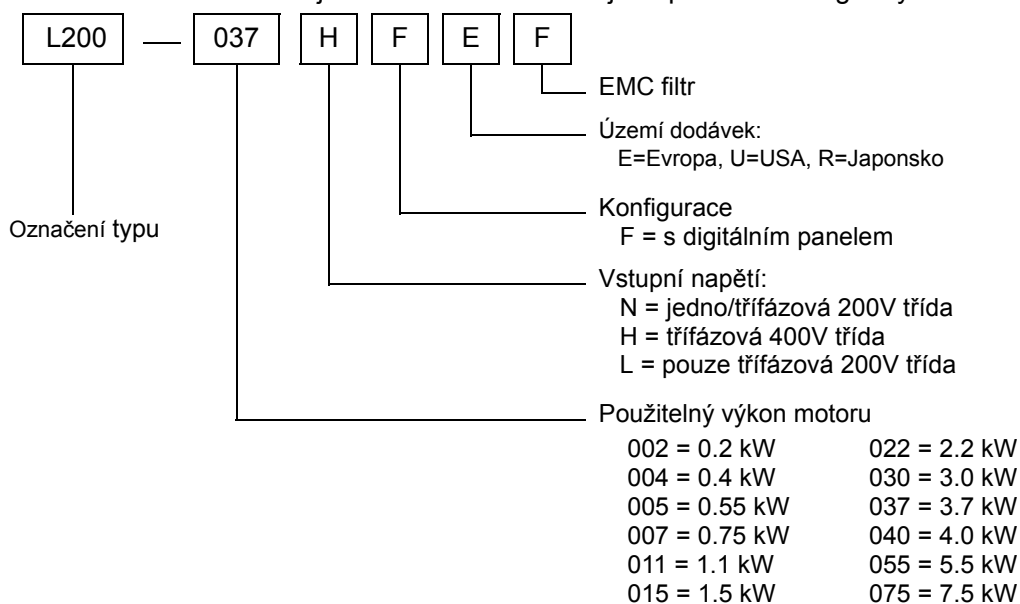 L200 — 037 H F E F
EMC filtr
Území dodávek:
E=Evropa, U=USA, R=Japonsko
Konfigurace
F = s digitálním panelem
Označení typu
Vstupní napětí:
N = jedno/třífázová 200V třída
H = třífázová 400V třída
L = pouze třífázová 200V třída
Použitelný výkon motoru
002 = 0.2 kW 022 = 2.2 kW
004 = 0.4 kW 030 = 3.0 kW
005 = 0.55 kW 037 = 3.7 kW
007 = 0.75 kW 040 = 4.0 kW
011 = 1.1 kW 055 = 5.5 kW
015 = 1.5 kW 075 = 7.5 kW